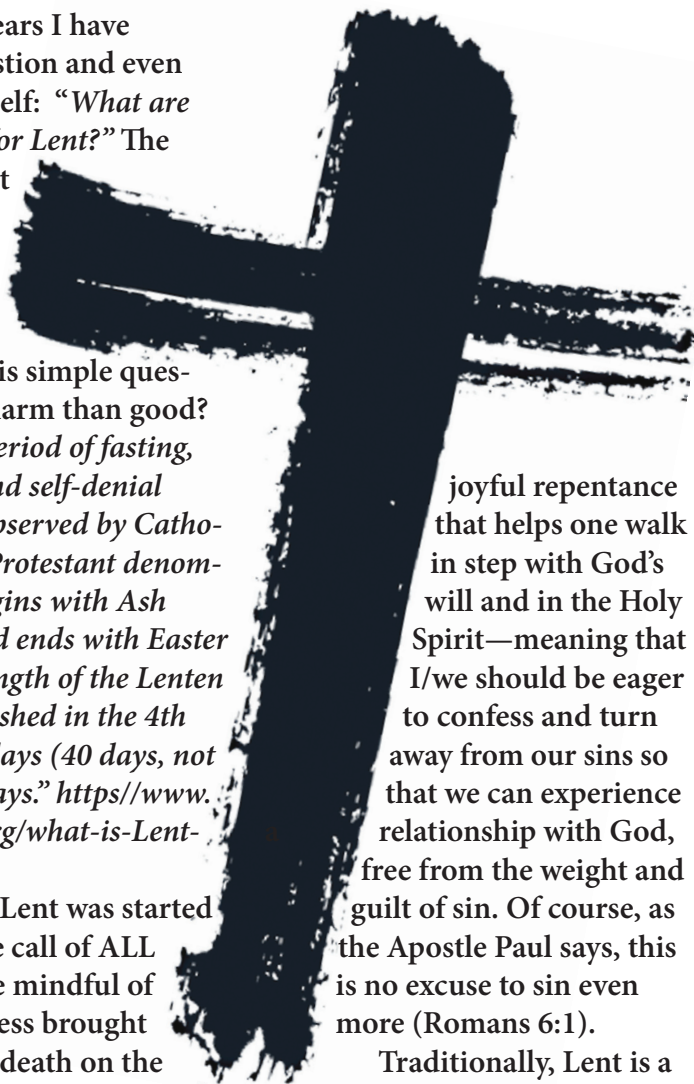 ears I have
stion and even
elf: “What are
for Lent?” The
t
is simple ques-
arm than good?
eriod of fasting,
nd self-denial
bserved by Catho-
Protestant denom-
gins with Ash
d ends with Easter
ngth of the Lenten
shed in the 4th
days (40 days, not
ays.” https//www.
rg/what-is-Lent-
Lent was started
e call of ALL
e mindful of
ess brought
death on the
joyful repentance
that helps one walk
in step with God’s
will and in the Holy
Spirit—meaning that
I/we should be eager
to confess and turn
away from our sins so
that we can experience
relationship with God,
free from the weight and
guilt of sin. Of course, as
the Apostle Paul says, this
is no excuse to sin even
more (Romans 6:1).
Traditionally, Lent is a